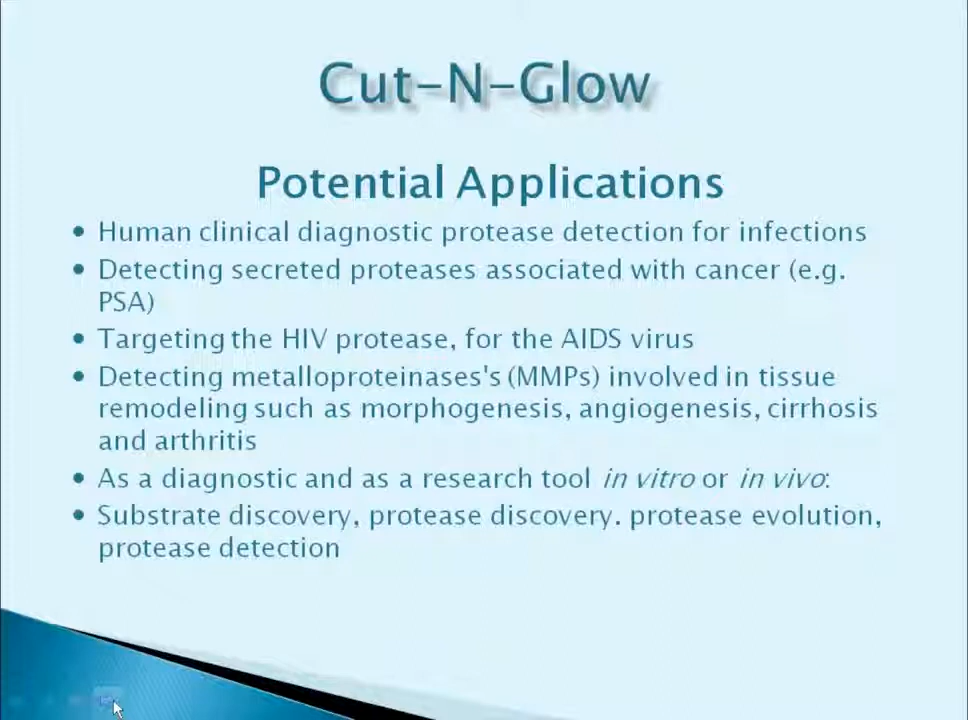 Cut-N-Glow
Potential Applications
• Human clinical diagnostic protease detection for infections
• Detecting secreted proteases associated with cancer (e.g.
PSA)
• Targeting the HIV protease, for the AIDS virus
• Detecting metalloproteinases's (MMPs) involved in tissue
remodeling such as morphogenesis, angiogenesis, cirrhosis
and arthritis
• As a diagnostic and as a research tool in vitro or in vivo:
• Substrate discovery, protease discovery. protease evolution,
protease detection